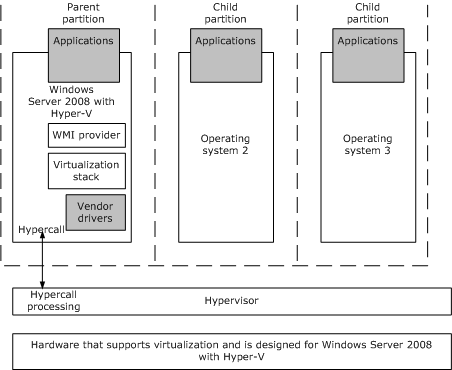 Parent
partition
Child
partition
Child
partition
Applications
Applications
Applications
Windows
Server 2008 with
Hyper-V
WMI provider
Virtualization
stack
Vendor
drivers
Hypercall
Operating
system 2
Operating
system 3
Hypercall
processing
Hypervisor
Hardware that supports virtualization and is designed for Windows Server 2008
with Hyper-V